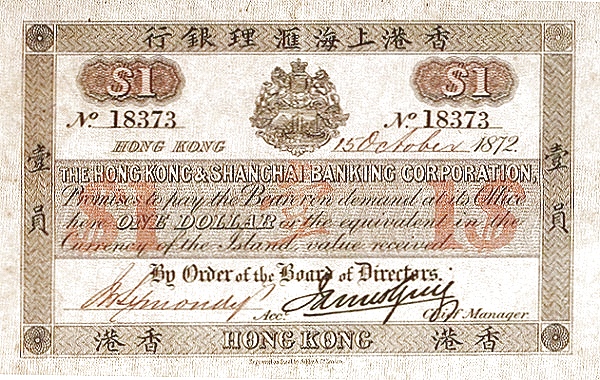 香港上海滙理銀行
$1 $1
No. 18373 No. 18373
HONG KONG 15 October 1872.
壹員
壹員
THE HONG KONG & SHANGHAI BANKING CORPORATION,
Promises to pay the Bearer on demand at its Office
here ONE DOLLAR or the equivalent in the
Currency of the Island, value received.
$1 1$
By Order of the Board of Directors.
Acct. Chief Manager
香港 HONG KONG 香港